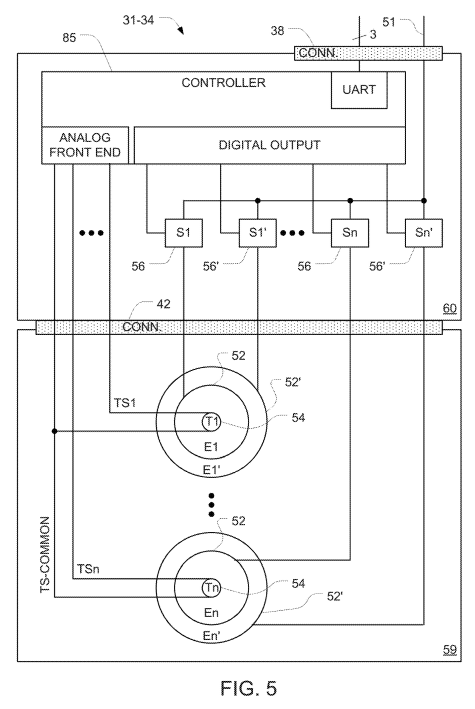 31-34
38
3
51
85
CONN.
CONTROLLER
UART
ANALOG
FRONT END
DIGITAL OUTPUT
S1
S1'
Sn
Sn'
56
56'
56
56'
60
42
CONN.
52
52'
TS1
T1
54
E1
E1'
52
TS-COMMON
TSn
Tn
54
En
52'
En'
59
FIG. 5